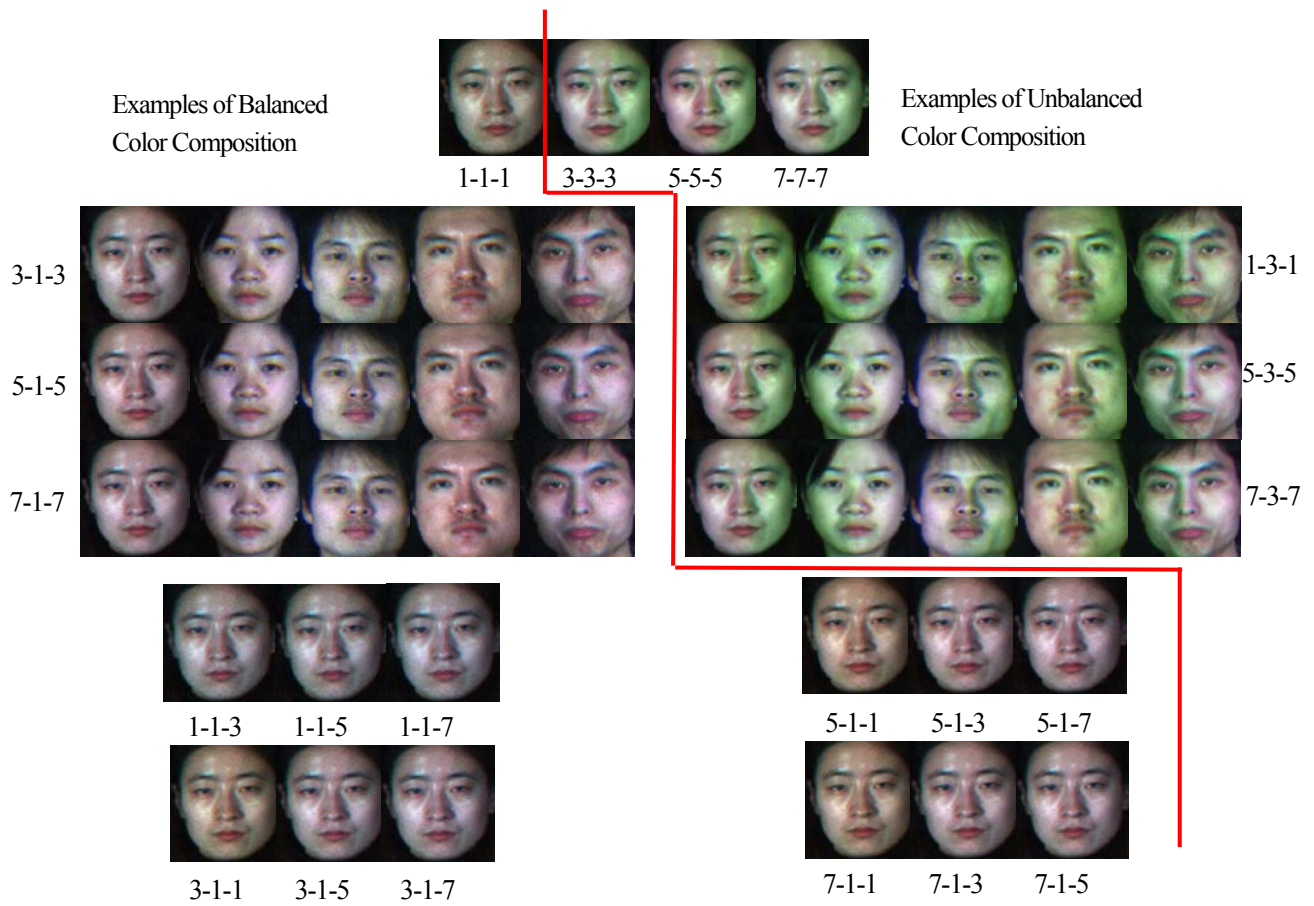 Examples of Balanced
Color Composition
Examples of Unbalanced
Color Composition
1-1-1 3-3-3 5-5-5 7-7-7
3-1-3
1-3-1
5-1-5
5-3-5
7-1-7
7-3-7
1-1-3 1-1-5 1-1-7
5-1-1 5-1-3 5-1-7
3-1-1 3-1-5 3-1-7
7-1-1 7-1-3 7-1-5